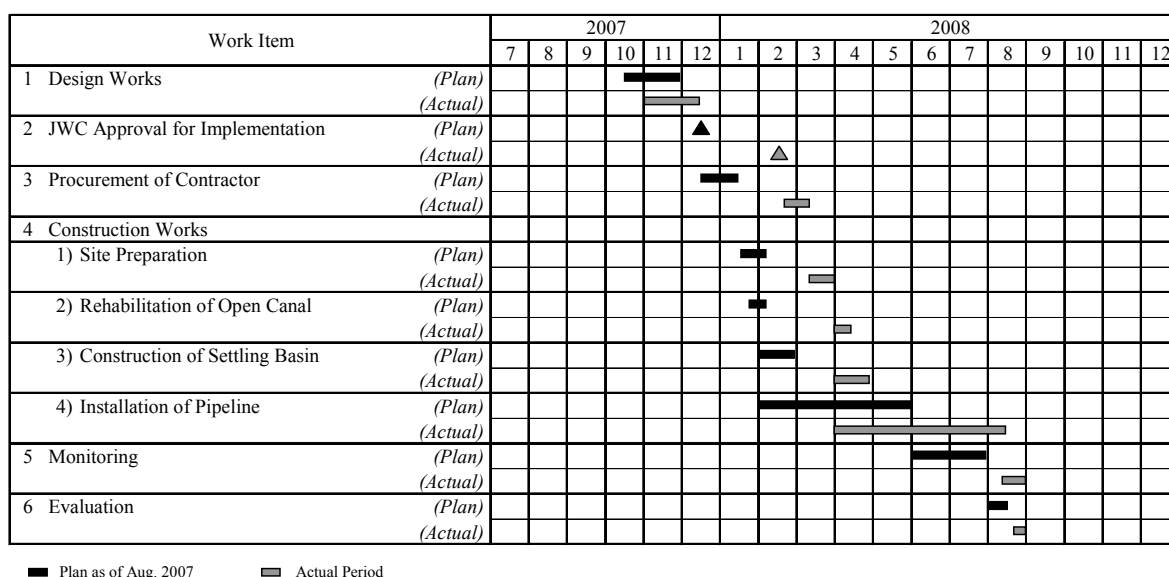 Work Item 2007 2008
7 8 9 10 11 12 1 2 3 4 5 6 7 8 9 10 11 12
1 Design Works (Plan)
(Actual)
2 JWC Approval for Implementation (Plan)
(Actual)
3 Procurement of Contractor (Plan)
(Actual)
4 Construction Works
1) Site Preparation (Plan)
(Actual)
2) Rehabilitation of Open Canal (Plan)
(Actual)
3) Construction of Settling Basin (Plan)
(Actual)
4) Installation of Pipeline (Plan)
(Actual)
5 Monitoring (Plan)
(Actual)
6 Evaluation (Plan)
(Actual)
Plan as of Aug. 2007 Actual Period